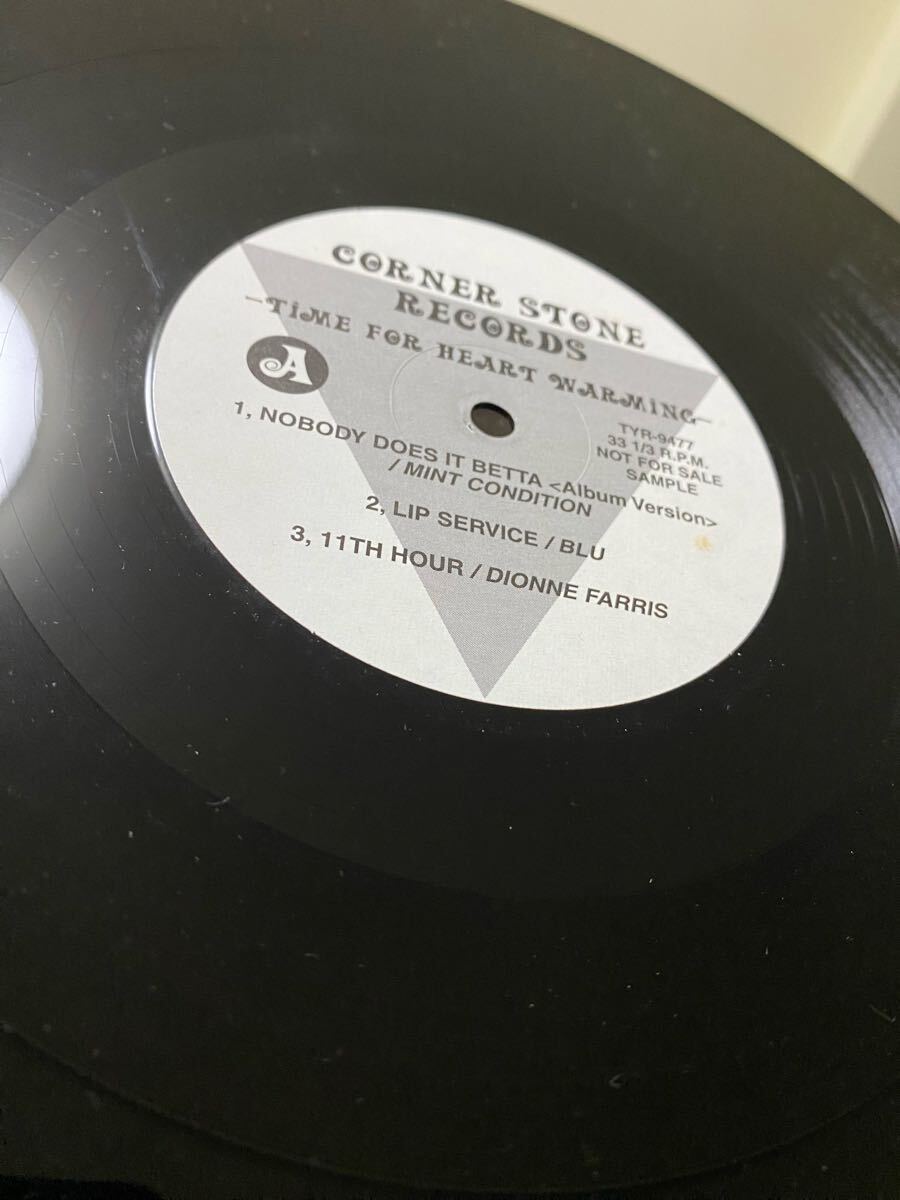 CORNER STONE
RECORDS
-TiME FOR HEART WARMiNG-
A
TYR-9477
33 1/3 R.P.M.
NOT FOR SALE
SAMPLE
1, NOBODY DOES IT BETTA <Album Version>
/ MINT CONDITION
2, LIP SERVICE / BLU
3, 11TH HOUR / DIONNE FARRIS